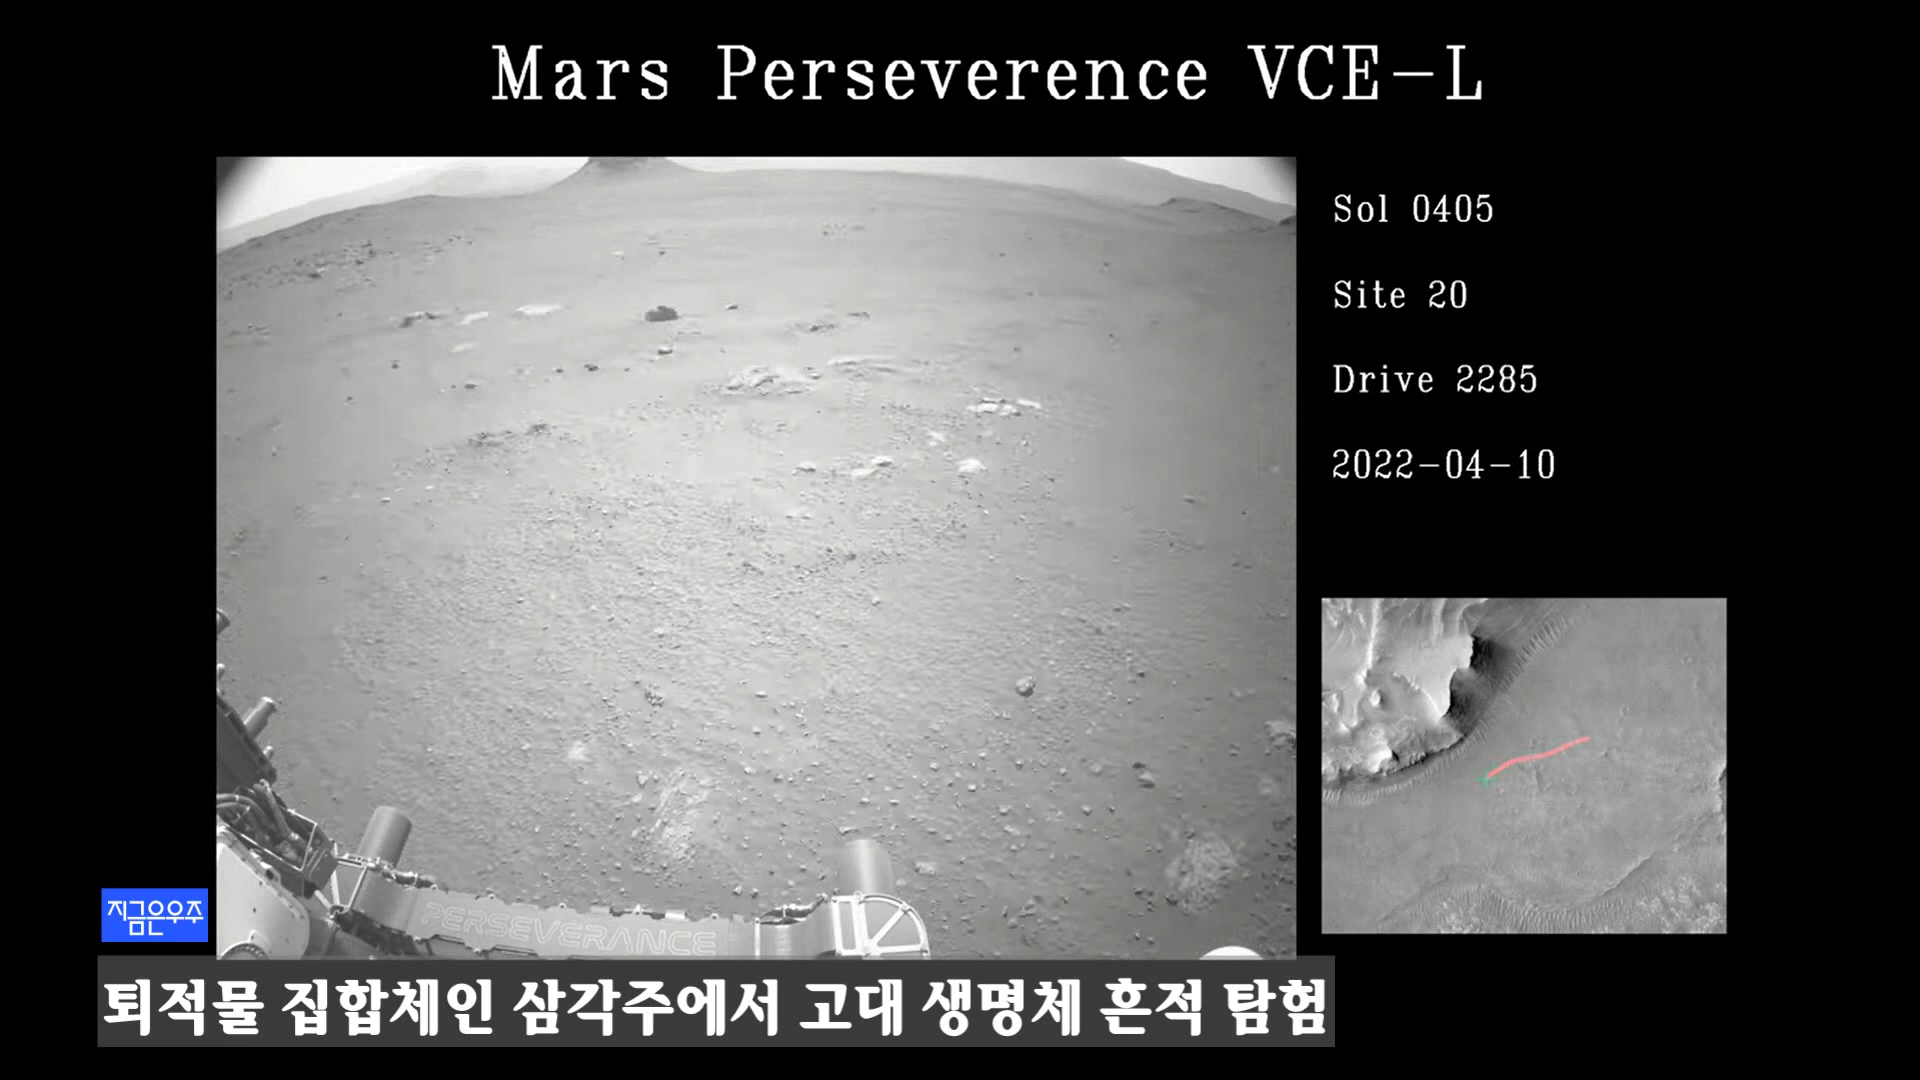 Mars Perseverence VCE-L
Sol 0405
Site 20
Drive 2285
2022-04-10
PERSEVERANCE
지금은우주
퇴적물 집합체인 삼각주에서 고대 생명체 흔적 탐험